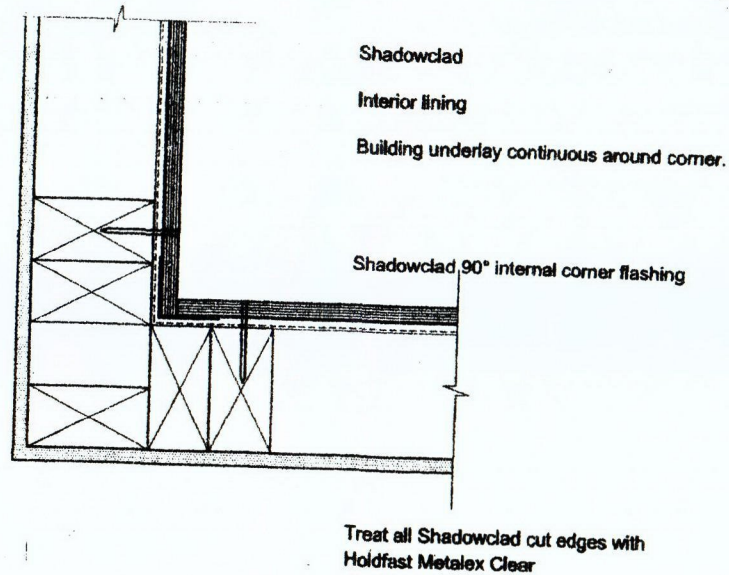 Shadowclad
Interior lining
Building underlay continuous around corner.
Shadowclad 90° internal corner flashing
Treat all Shadowclad cut edges with
Holdfast Metalex Clear